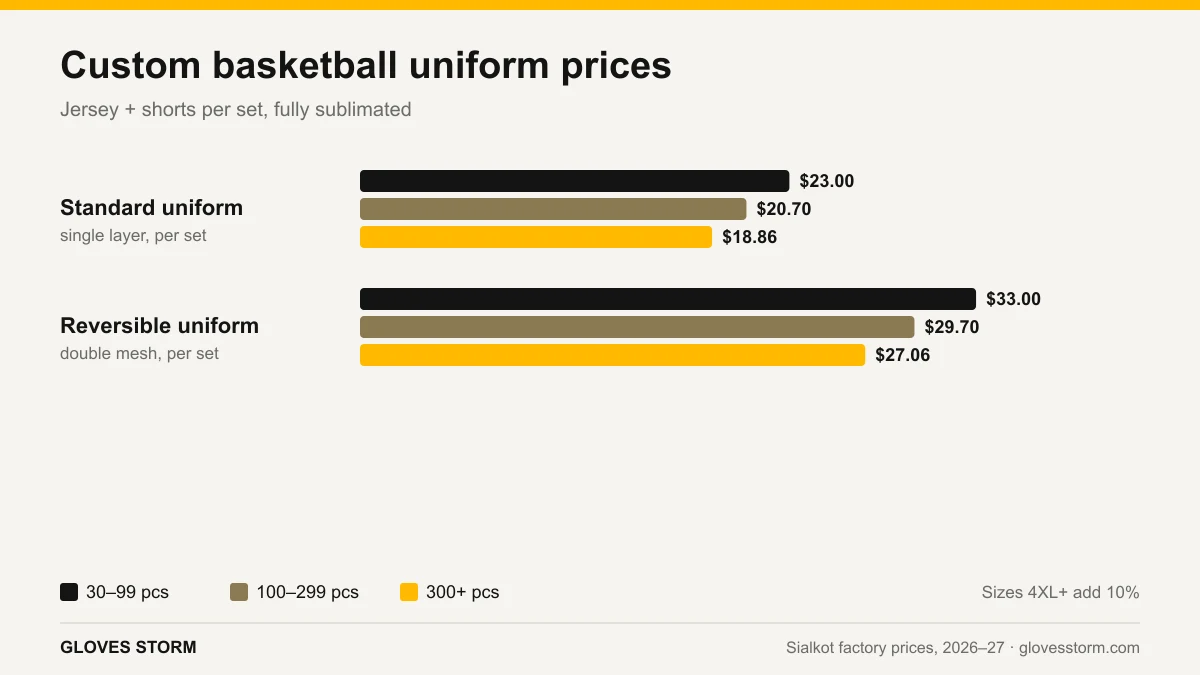 Custom basketball uniform prices
Jersey + shorts per set, fully sublimated
$23.00
Standard uniform
$20.70
single layer, per set
$18.86
$33.00
Reversible uniform
$29.70
double mesh, per set
$27.06
30–99 pcs
100–299 pcs
300+ pcs
Sizes 4XL+ add 10%
GLOVES STORM
Sialkot factory prices, 2026–27 · glovesstorm.com